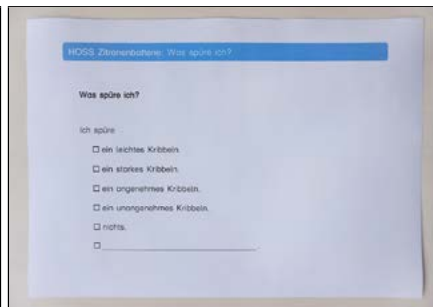 HOSS Zitronenbatterie: Was spüre ich?
Was spüre ich?
Ich spüre
☐ ein leichtes Kribbeln.
☐ ein starkes Kribbeln.
☐ ein angenehmes Kribbeln.
☐ ein unangenehmes Kribbeln.
☐ nichts.
☐ ______________________.